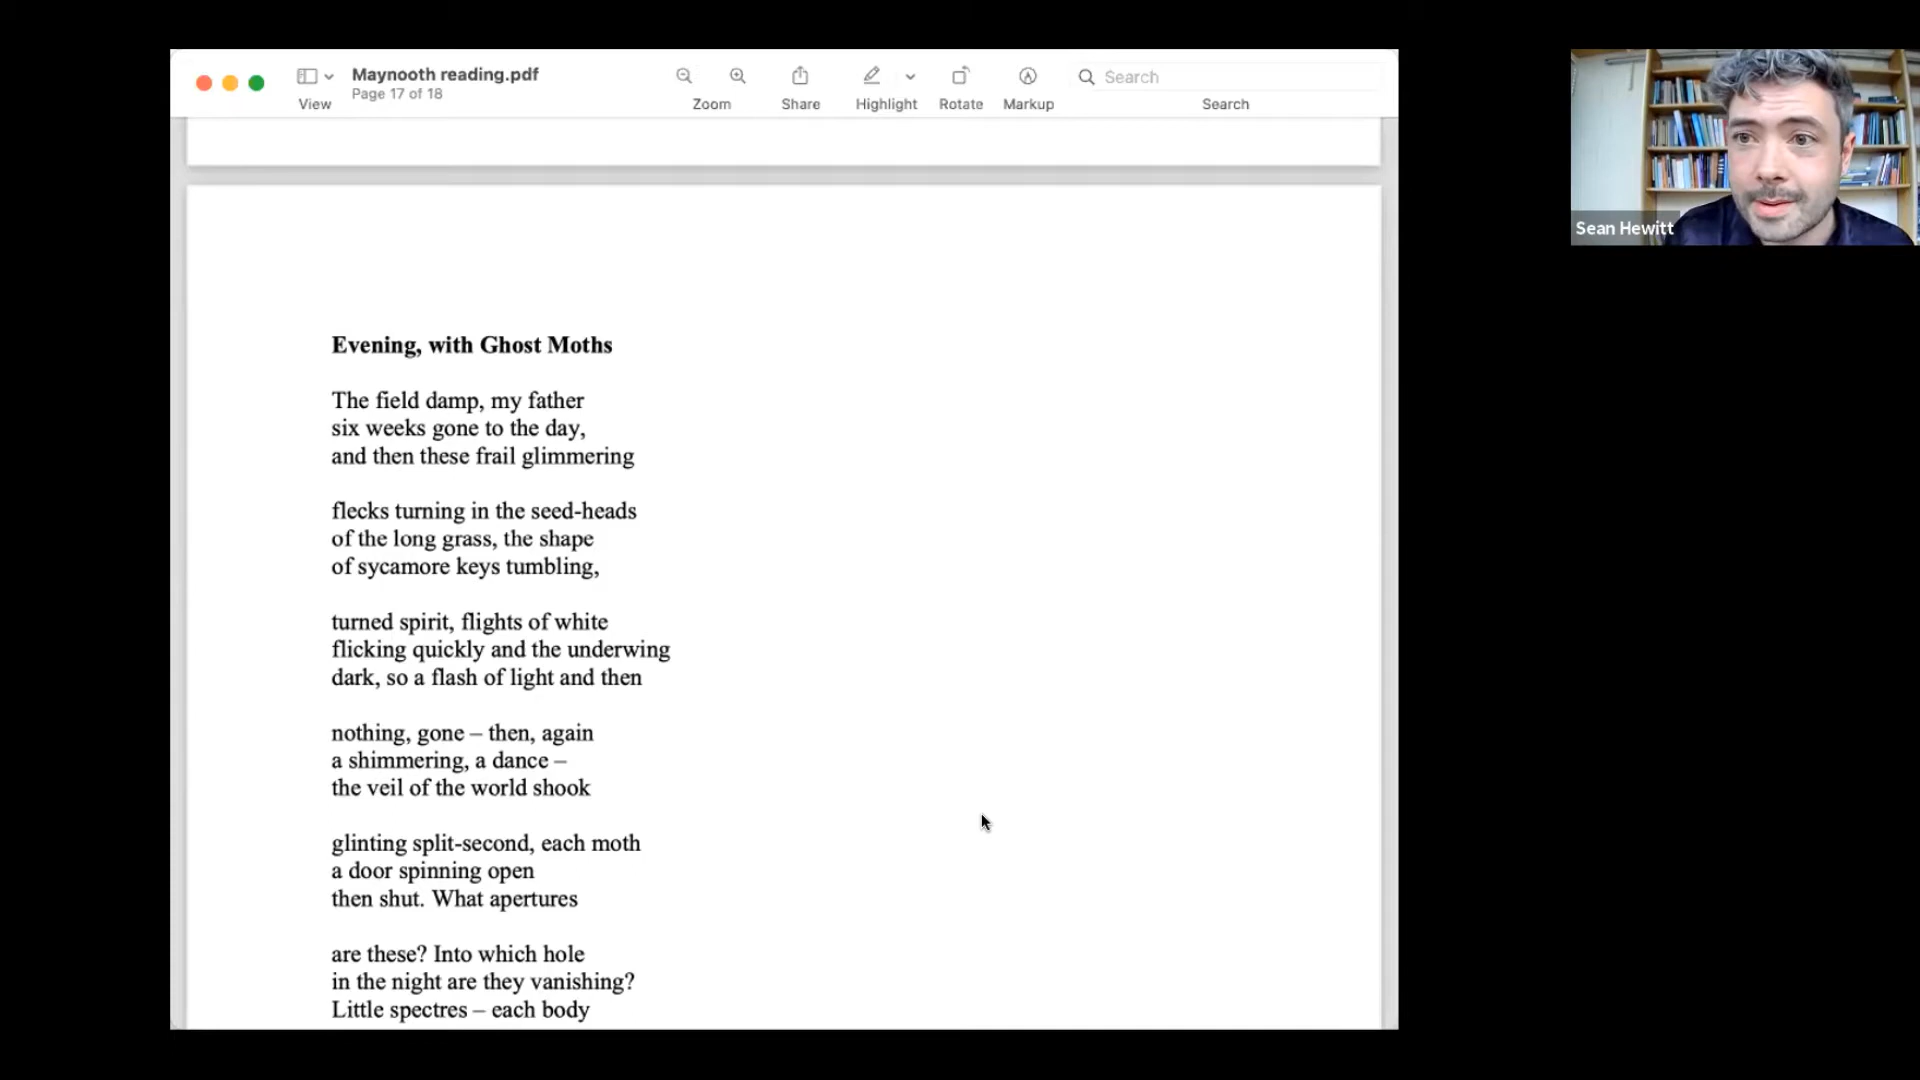 Maynooth reading.pdf
Page 17 of 18
View
Zoom
Share
Highlight
Rotate
Markup
Search
Search
Sean Hewitt
Evening, with Ghost Moths
The field damp, my father
six weeks gone to the day,
and then these frail glimmering
flecks turning in the seed-heads
of the long grass, the shape
of sycamore keys tumbling,
turned spirit, flights of white
flicking quickly and the underwing
dark, so a flash of light and then
nothing, gone – then, again
a shimmering, a dance –
the veil of the world shook
glinting split-second, each moth
a door spinning open
then shut. What apertures
are these? Into which hole
in the night are they vanishing?
Little spectres – each body